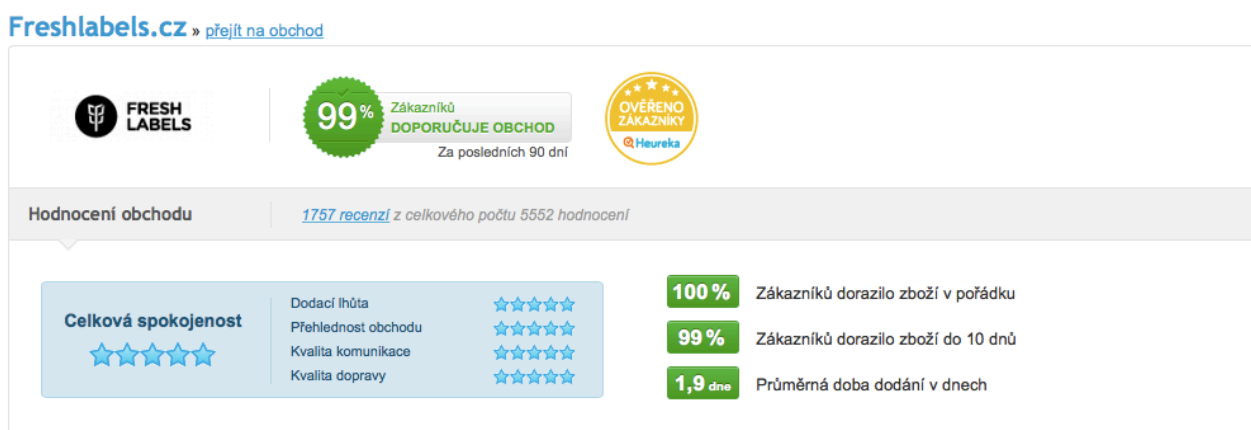 Freshlabels.cz » přejít na obchod
FRESH
LABELS
99%
Zákazníků
DOPORUČUJE OBCHOD
Za posledních 90 dní
OVĚŘENO
ZÁKAZNÍKY
Heureka
Hodnocení obchodu
1757 recenzí z celkového počtu 5552 hodnocení
Celková spokojenost
Dodací lhůta
Přehlednost obchodu
Kvalita komunikace
Kvalita dopravy
100 % Zákazníků dorazilo zboží v pořádku
99 % Zákazníků dorazilo zboží do 10 dnů
1,9 dne Průměrná doba dodání v dnech